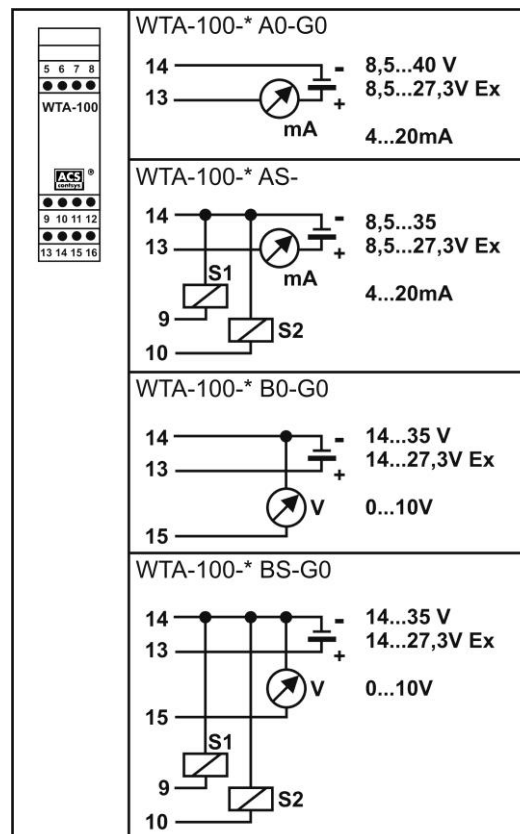 5 6 7 8
WTA-100
ACS ®
contsys
9 10 11 12
13 14 15 16
WTA-100-* A0-G0
14
13
mA
-
+
8,5...40 V
8,5...27,3V Ex
4...20mA
WTA-100-* AS-
14
13
S1
mA
9
S2
10
-
+
8,5...35
8,5...27,3V Ex
4...20mA
WTA-100-* B0-G0
14
13
V
15
-
+
14...35 V
14...27,3V Ex
0...10V
WTA-100-* BS-G0
14
13
V
15
S1
9
S2
10
-
+
14...35 V
14...27,3V Ex
0...10V